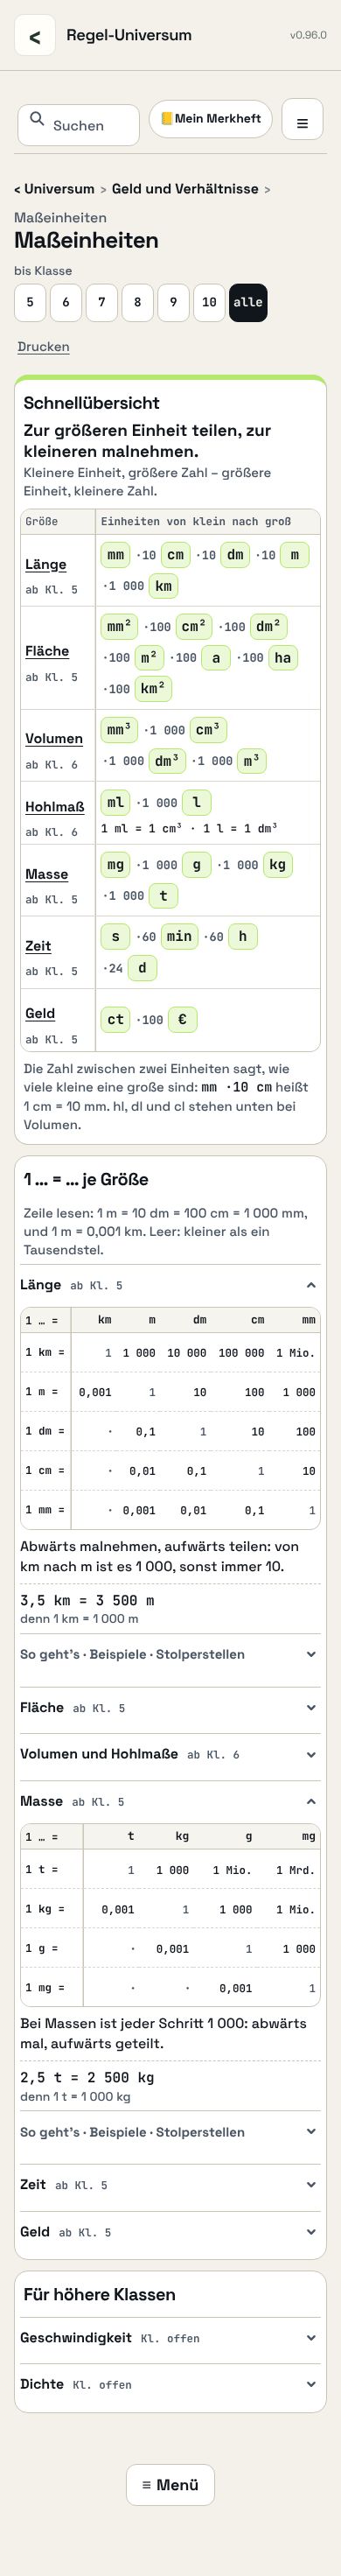 < Regel-Universum v0.96.0
Suchen 📒Mein Merkheft ≡
< Universum > Geld und Verhältnisse >
Maßeinheiten
Maßeinheiten
bis Klasse
5 6 7 8 9 10 alle
Drucken
Schnellübersicht
Zur größeren Einheit teilen, zur
kleineren malnehmen.
Kleinere Einheit, größere Zahl – größere
Einheit, kleinere Zahl.
Größe Einheiten von klein nach groß
Länge
ab Kl. 5
mm ·10 cm ·10 dm ·10 m
·1 000 km
Fläche
ab Kl. 5
mm² ·100 cm² ·100 dm²
·100 m² ·100 a ·100 ha
·100 km²
Volumen
ab Kl. 6
mm³ ·1 000 cm³
·1 000 dm³ ·1 000 m³
Hohlmaß
ab Kl. 6
ml ·1 000 l
1 ml = 1 cm³ · 1 l = 1 dm³
Masse
ab Kl. 5
mg ·1 000 g ·1 000 kg
·1 000 t
Zeit
ab Kl. 5
s ·60 min ·60 h
·24 d
Geld
ab Kl. 5
ct ·100 €
Die Zahl zwischen zwei Einheiten sagt, wie
viele kleine eine große sind: mm ·10 cm heißt
1 cm = 10 mm. hl, dl und cl stehen unten bei
Volumen.
1 … = … je Größe
Zeile lesen: 1 m = 10 dm = 100 cm = 1 000 mm,
und 1 m = 0,001 km. Leer: kleiner als ein
Tausendstel.
Länge ab Kl. 5
1 … = km m dm cm mm
1 km = 1 1 000 10 000 100 000 1 Mio.
1 m = 0,001 1 10 100 1 000
1 dm = · 0,1 1 10 100
1 cm = · 0,01 0,1 1 10
1 mm = · 0,001 0,01 0,1 1
Abwärts malnehmen, aufwärts teilen: von
km nach m ist es 1 000, sonst immer 10.
3,5 km = 3 500 m
denn 1 km = 1 000 m
So geht’s · Beispiele · Stolperstellen
Fläche ab Kl. 5
Volumen und Hohlmaße ab Kl. 6
Masse ab Kl. 5
1 … = t kg g mg
1 t = 1 1 000 1 Mio. 1 Mrd.
1 kg = 0,001 1 1 000 1 Mio.
1 g = · 0,001 1 1 000
1 mg = · · 0,001 1
Bei Massen ist jeder Schritt 1 000: abwärts
mal, aufwärts geteilt.
2,5 t = 2 500 kg
denn 1 t = 1 000 kg
So geht’s · Beispiele · Stolperstellen
Zeit ab Kl. 5
Geld ab Kl. 5
Für höhere Klassen
Geschwindigkeit Kl. offen
Dichte Kl. offen
≡ Menü